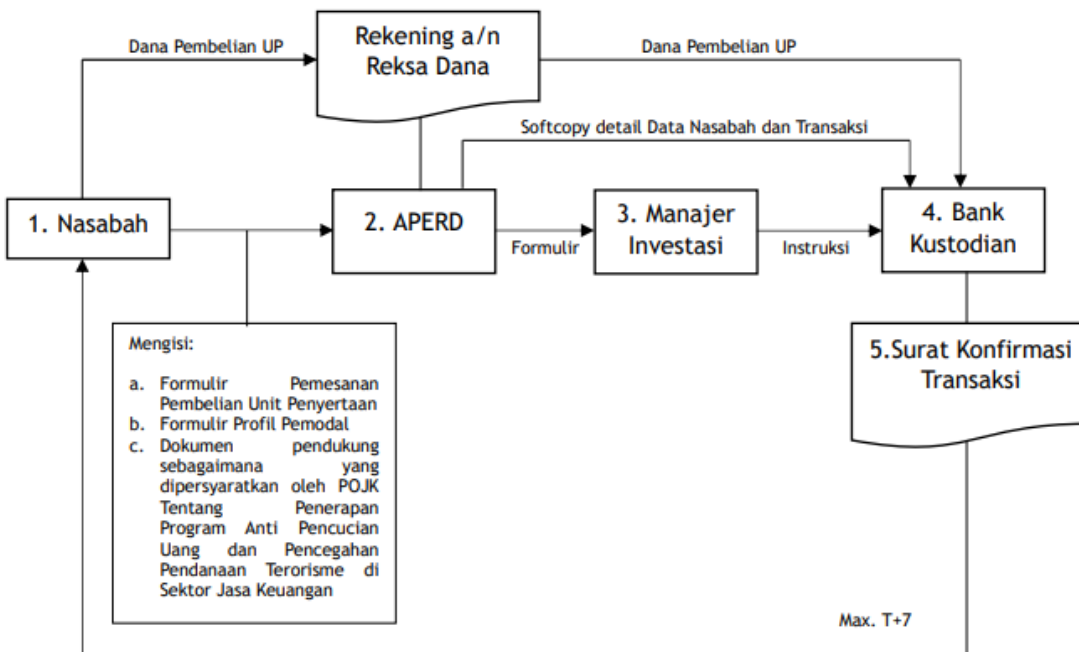 Dana Pembelian UP
Rekening a/n
Reksa Dana
Dana Pembelian UP
Softcopy detail Data Nasabah dan Transaksi
1. Nasabah
2. APERD
Formulir
3. Manajer
Investasi
Instruksi
4. Bank
Kustodian
Mengisi:
a. Formulir Pemesanan
Pembelian Unit Penyertaan
b. Formulir Profil Pemodal
c. Dokumen pendukung
sebagaimana yang
dipersyaratkan oleh POJK
Tentang Penerapan
Program Anti Pencucian
Uang dan Pencegahan
Pendanaan Terorisme di
Sektor Jasa Keuangan
5.Surat Konfirmasi
Transaksi
Max. T+7